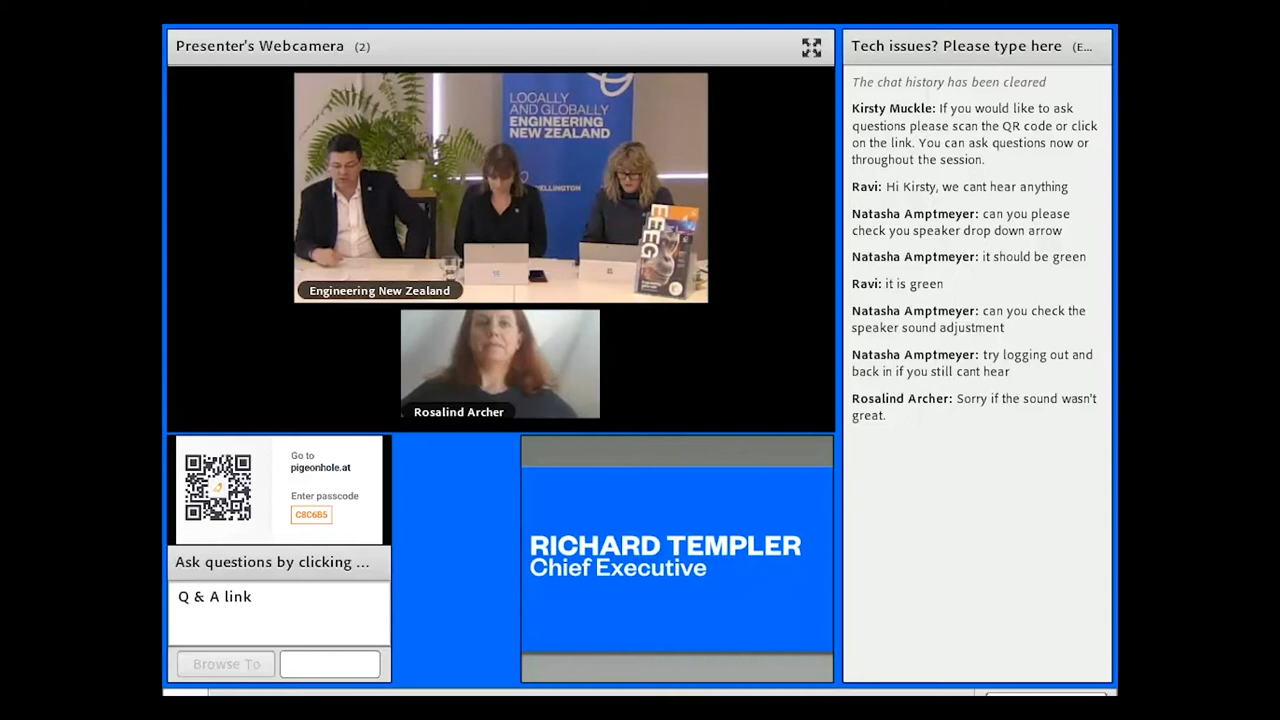 Presenter's Webcamera (2)
LOCALLY
AND GLOBALLY
ENGINEERING
NEW ZEALAND
EEEG
Engineering New Zealand
Rosalind Archer
Go to
pigeonhole.at
Enter passcode
C8C6B5
Ask questions by clicking ...
Q & A link
Browse To
RICHARD TEMPLER
Chief Executive
Tech issues? Please type here (E...
The chat history has been cleared
Kirsty Muckle: If you would like to ask
questions please scan the QR code or click
on the link. You can ask questions now or
throughout the session.
Ravi: Hi Kirsty, we cant hear anything
Natasha Amptmeyer: can you please
check you speaker drop down arrow
Natasha Amptmeyer: it should be green
Ravi: it is green
Natasha Amptmeyer: can you check the
speaker sound adjustment
Natasha Amptmeyer: try logging out and
back in if you still cant hear
Rosalind Archer: Sorry if the sound wasn't
great.